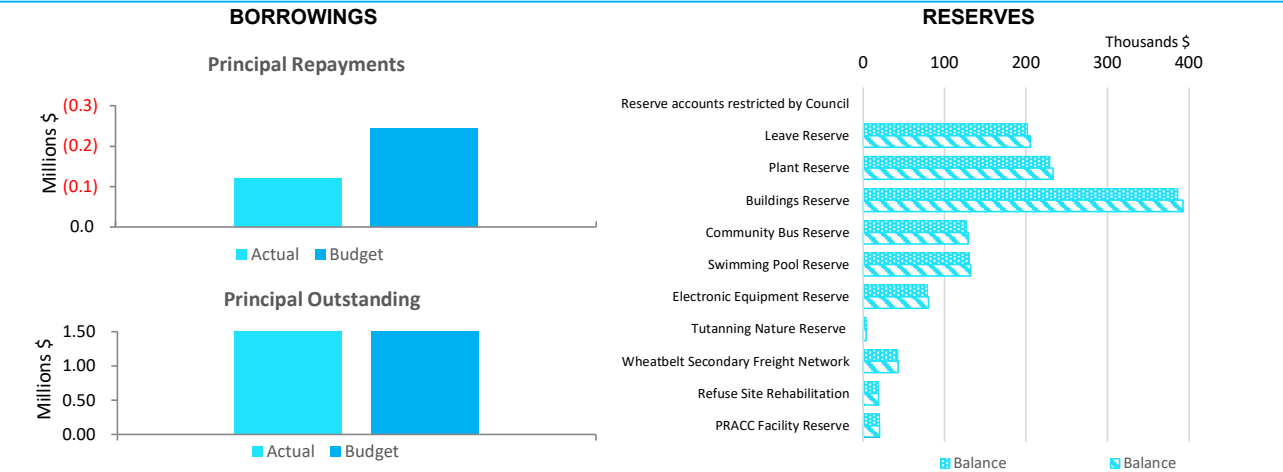 BORROWINGS
Principal Repayments
Millions $
(0.3)
(0.2)
(0.1)
0.0
Actual Budget
Principal Outstanding
Millions $
1.50
1.00
0.50
0.00
Actual Budget
RESERVES
Thousands $
0 100 200 300 400
Reserve accounts restricted by Council
Leave Reserve
Plant Reserve
Buildings Reserve
Community Bus Reserve
Swimming Pool Reserve
Electronic Equipment Reserve
Tutanning Nature Reserve
Wheatbelt Secondary Freight Network
Refuse Site Rehabilitation
PRACC Facility Reserve
Balance Balance